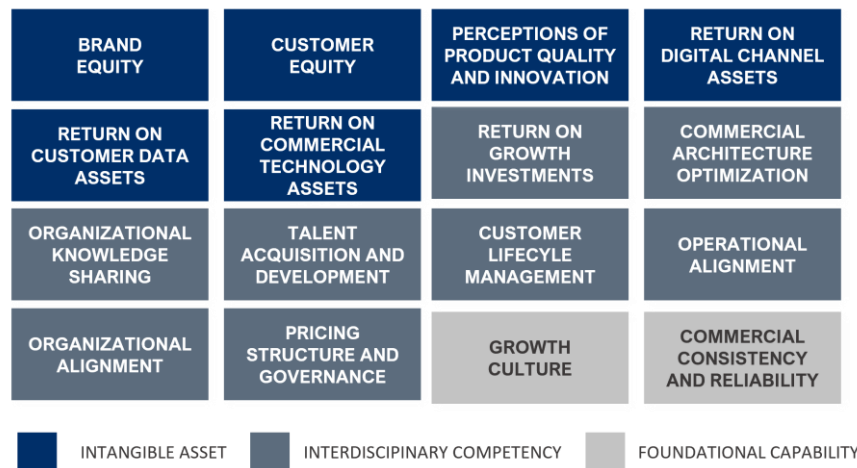 BRAND
EQUITY
CUSTOMER
EQUITY
PERCEPTIONS OF
PRODUCT QUALITY
AND INNOVATION
RETURN ON
DIGITAL CHANNEL
ASSETS
RETURN ON
CUSTOMER DATA
ASSETS
RETURN ON
COMMERCIAL
TECHNOLOGY
ASSETS
RETURN ON
GROWTH
INVESTMENTS
COMMERCIAL
ARCHITECTURE
OPTIMIZATION
ORGANIZATIONAL
KNOWLEDGE
SHARING
TALENT
ACQUISITION AND
DEVELOPMENT
CUSTOMER
LIFECYLE
MANAGEMENT
OPERATIONAL
ALIGNMENT
ORGANIZATIONAL
ALIGNMENT
PRICING
STRUCTURE AND
GOVERNANCE
GROWTH
CULTURE
COMMERCIAL
CONSISTENCY
AND RELIABILITY
INTANGIBLE ASSET
INTERDISCIPINARY COMPETENCY
FOUNDATIONAL CAPABILITY